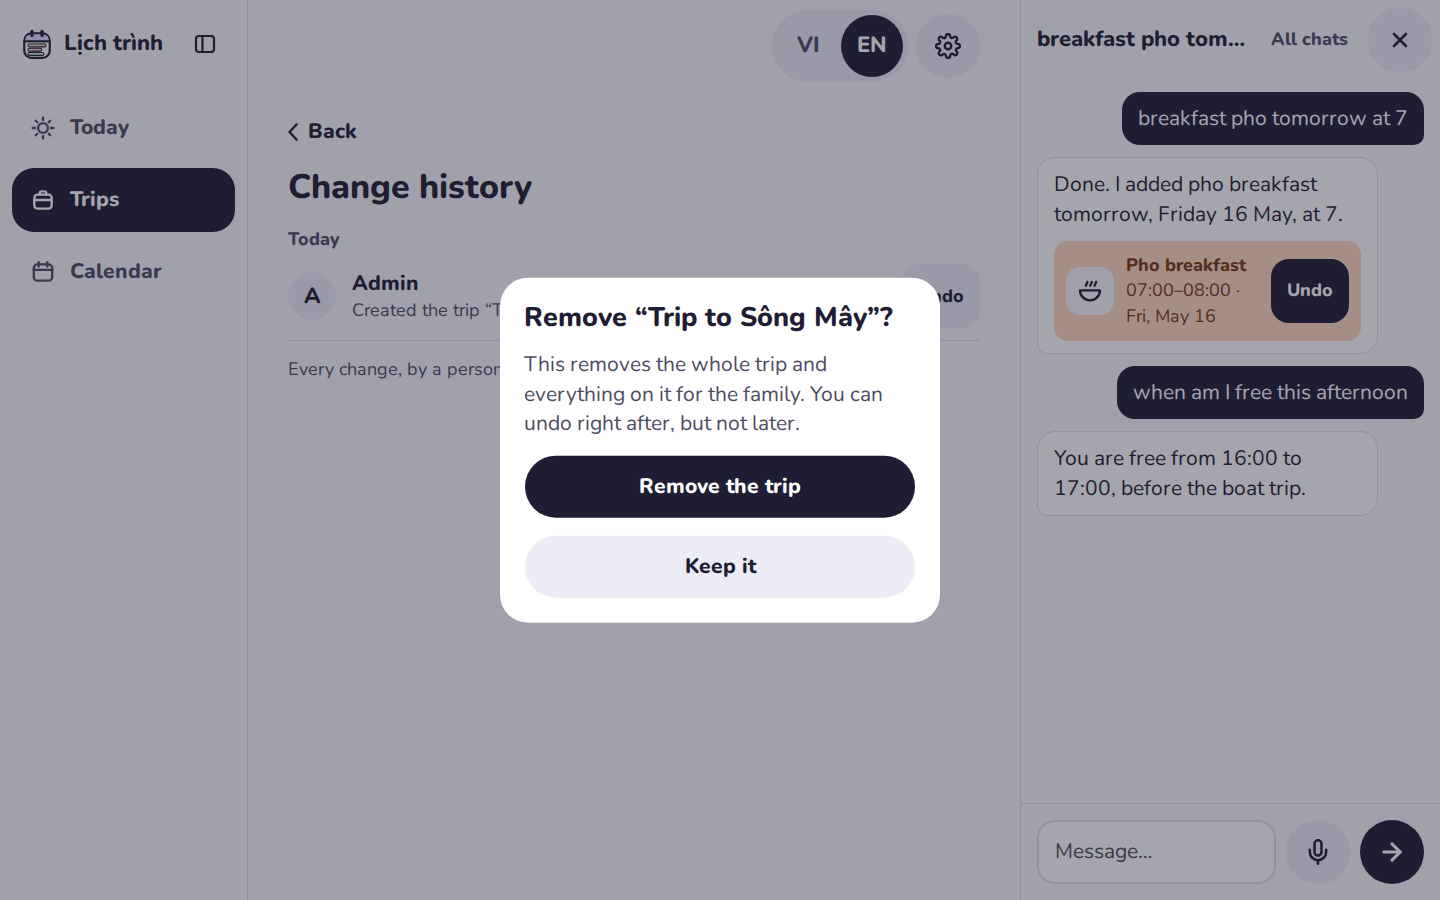 Lịch trình
Today
Trips
Calendar
VI
EN
Back
Change history
Today
A
Admin
Created the trip “T
ndo
Every change, by a person
Remove “Trip to Sông Mây”?
This removes the whole trip and
everything on it for the family. You can
undo right after, but not later.
Remove the trip
Keep it
breakfast pho tom...
All chats
breakfast pho tomorrow at 7
Done. I added pho breakfast
tomorrow, Friday 16 May, at 7.
Pho breakfast
07:00–08:00 ·
Fri, May 16
Undo
when am I free this afternoon
You are free from 16:00 to
17:00, before the boat trip.
Message...